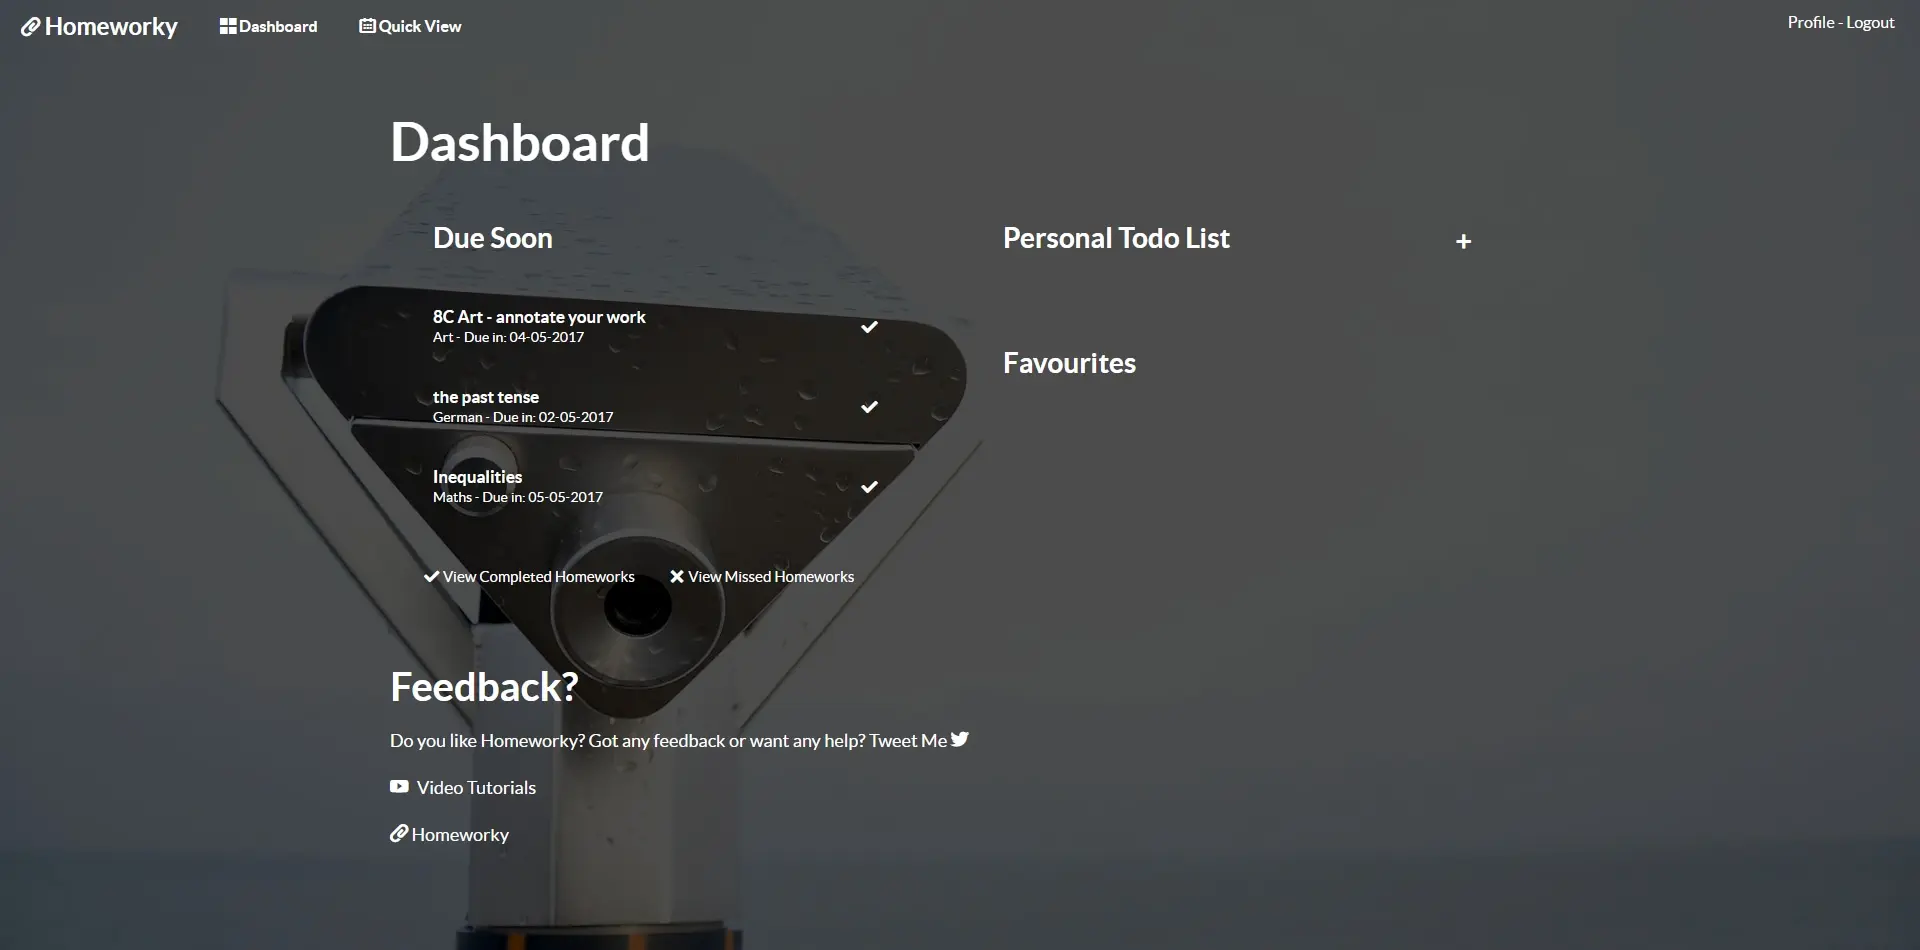 Homeworky
Dashboard
Quick View
Profile - Logout
Dashboard
Due Soon
8C Art - annotate your work
Art - Due in: 04-05-2017
the past tense
German - Due in: 02-05-2017
Inequalities
Maths - Due in: 05-05-2017
View Completed Homeworks
View Missed Homeworks
Personal Todo List
+
Favourites
Feedback?
Do you like Homeworky? Got any feedback or want any help? Tweet Me
Video Tutorials
Homeworky